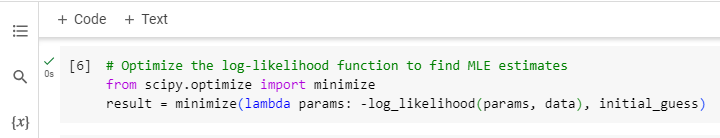 + Code + Text
[6] # Optimize the log-likelihood function to find MLE estimates
0s
from scipy.optimize import minimize
result = minimize(lambda params: -log_likelihood(params, data), initial_guess)
{x}